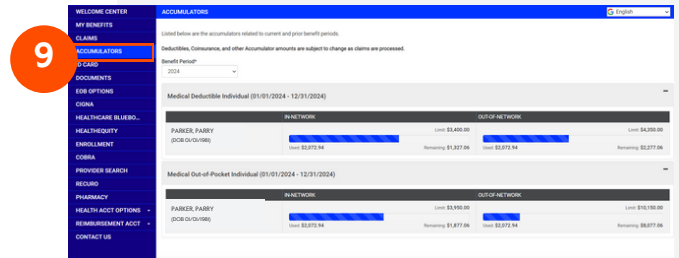 9
WELCOME CENTER
MY BENEFITS
CLAIMS
ACCUMULATORS
ID CARD
DOCUMENTS
EOB OPTIONS
CIGNA
HEALTHCARE BLUEBO...
HEALTHEQUITY
ENROLLMENT
COBRA
PROVIDER SEARCH
RECURO
PHARMACY
HEALTH ACCT OPTIONS
REIMBURSEMENT ACCT
CONTACT US
ACCUMULATORS
G English
Listed below are the accumulators related to current and prior benefit periods.
Deductibles, Coinsurance, and other Accumulator amounts are subject to change as claims are processed.
Benefit Period*
2024
Medical Deductible Individual (01/01/2024 - 12/31/2024)
IN-NETWORK OUT-OF-NETWORK
PARKER, PARRY Limit: $3,400.00 Limit: $4,350.00
(DOB 01/01/1981)
Used: $2,072.94 Remaining: $1,327.06 Used: $2,072.94 Remaining: $2,277.06
Medical Out-of-Pocket Individual (01/01/2024 - 12/31/2024)
IN-NETWORK OUT-OF-NETWORK
PARKER, PARRY Limit: $3,950.00 Limit: $10,150.00
(DOB 01/01/1981)
Used: $2,072.94 Remaining: $1,877.06 Used: $2,072.94 Remaining: $8,077.06